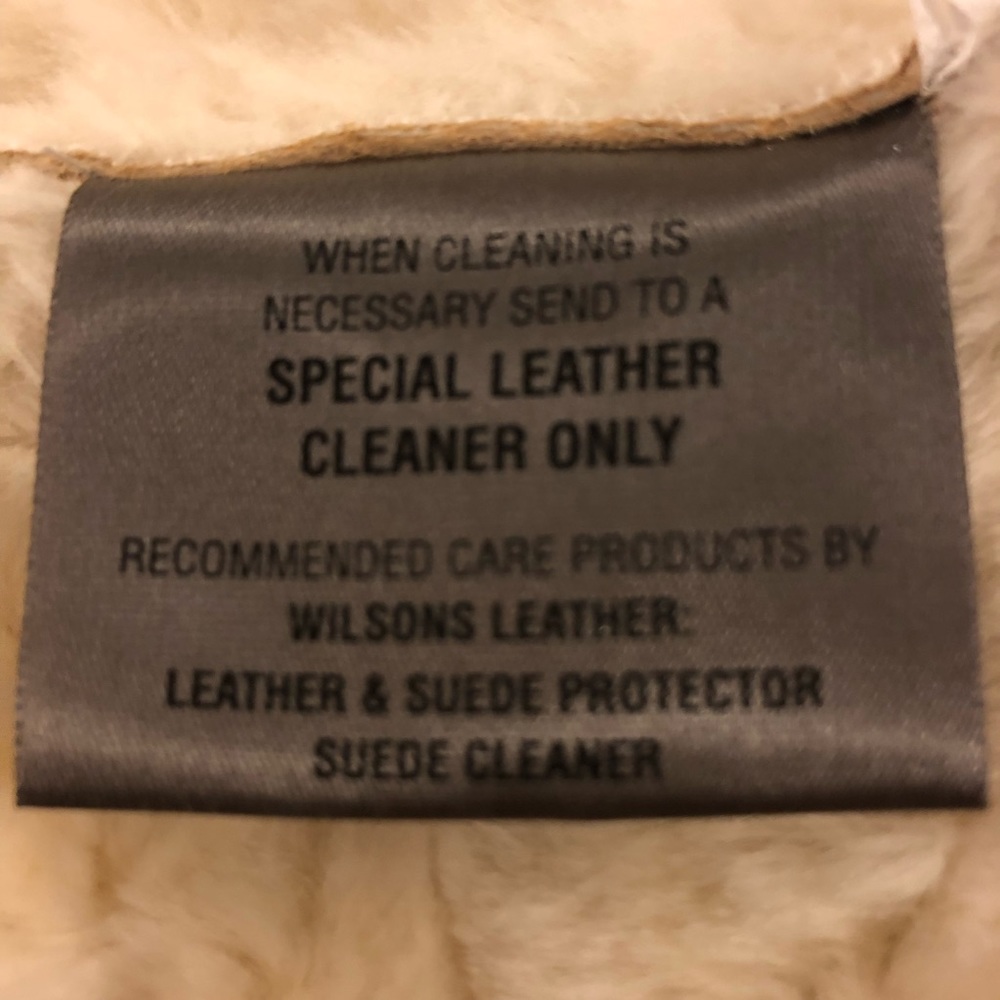 WHEN CLEANING IS
NECESSARY SEND TO A
SPECIAL LEATHER
CLEANER ONLY
RECOMMENDED CARE PRODUCTS BY
WILSONS LEATHER:
LEATHER & SUEDE PROTECTOR
SUEDE CLEANER